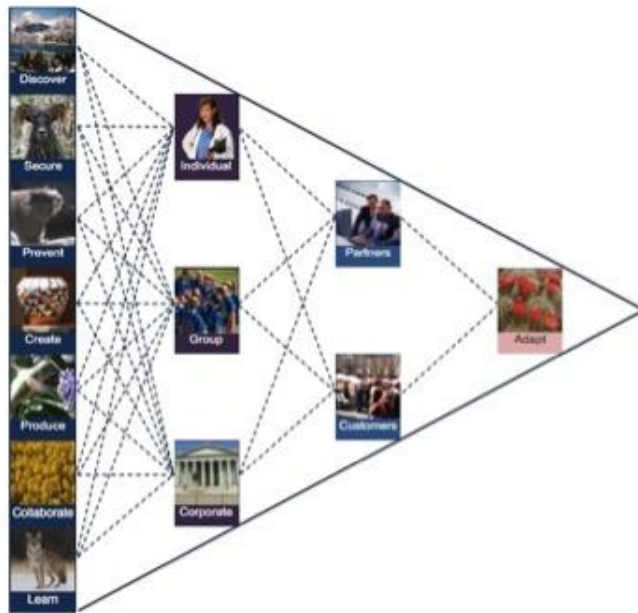 Discover
Secure
Prevent
Create
Produce
Collaborate
Learn
Individual
Group
Corporate
Partners
Customers
Adapt